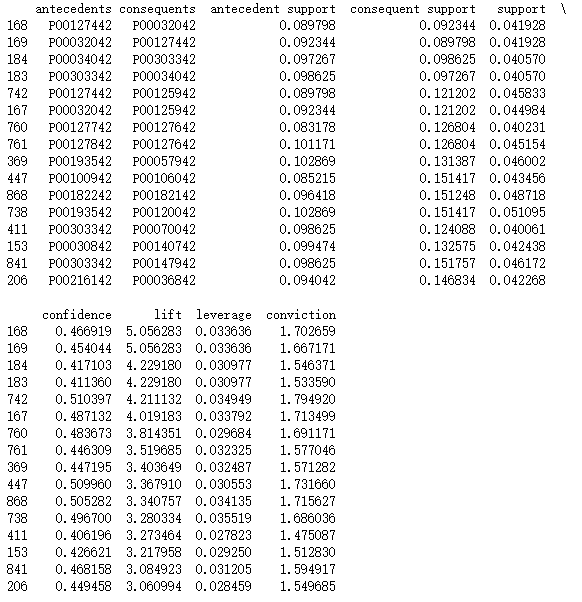 antecedents consequents antecedent support consequent support support \
168 P00127442 P00032042 0.089798 0.092344 0.041928
169 P00032042 P00127442 0.092344 0.089798 0.041928
184 P00034042 P00303342 0.097267 0.098625 0.040570
183 P00303342 P00034042 0.098625 0.097267 0.040570
742 P00127442 P00125942 0.089798 0.121202 0.045833
167 P00032042 P00125942 0.092344 0.121202 0.044984
760 P00127742 P00127642 0.083178 0.126804 0.040231
761 P00127842 P00127642 0.101171 0.126804 0.045154
369 P00193542 P00057942 0.102869 0.131387 0.046002
447 P00100942 P00106042 0.085215 0.151417 0.043456
868 P00182242 P00182142 0.096418 0.151248 0.048718
738 P00193542 P00120042 0.102869 0.151417 0.051095
411 P00303342 P00070042 0.098625 0.124088 0.040061
153 P00030842 P00140742 0.099474 0.132575 0.042438
841 P00303342 P00147942 0.098625 0.151757 0.046172
206 P00216142 P00036842 0.094042 0.146834 0.042268
confidence lift leverage conviction
168 0.466919 5.056283 0.033636 1.702659
169 0.454044 5.056283 0.033636 1.667171
184 0.417103 4.229180 0.030977 1.546371
183 0.411360 4.229180 0.030977 1.533590
742 0.510397 4.211132 0.034949 1.794920
167 0.487132 4.019183 0.033792 1.713499
760 0.483673 3.814351 0.029684 1.691171
761 0.446309 3.519685 0.032325 1.577046
369 0.447195 3.403649 0.032487 1.571282
447 0.509960 3.367910 0.030553 1.731660
868 0.505282 3.340757 0.034135 1.715627
738 0.496700 3.280334 0.035519 1.686036
411 0.406196 3.273464 0.027823 1.475087
153 0.426621 3.217958 0.029250 1.512830
841 0.468158 3.084923 0.031205 1.594917
206 0.449458 3.060994 0.028459 1.549685